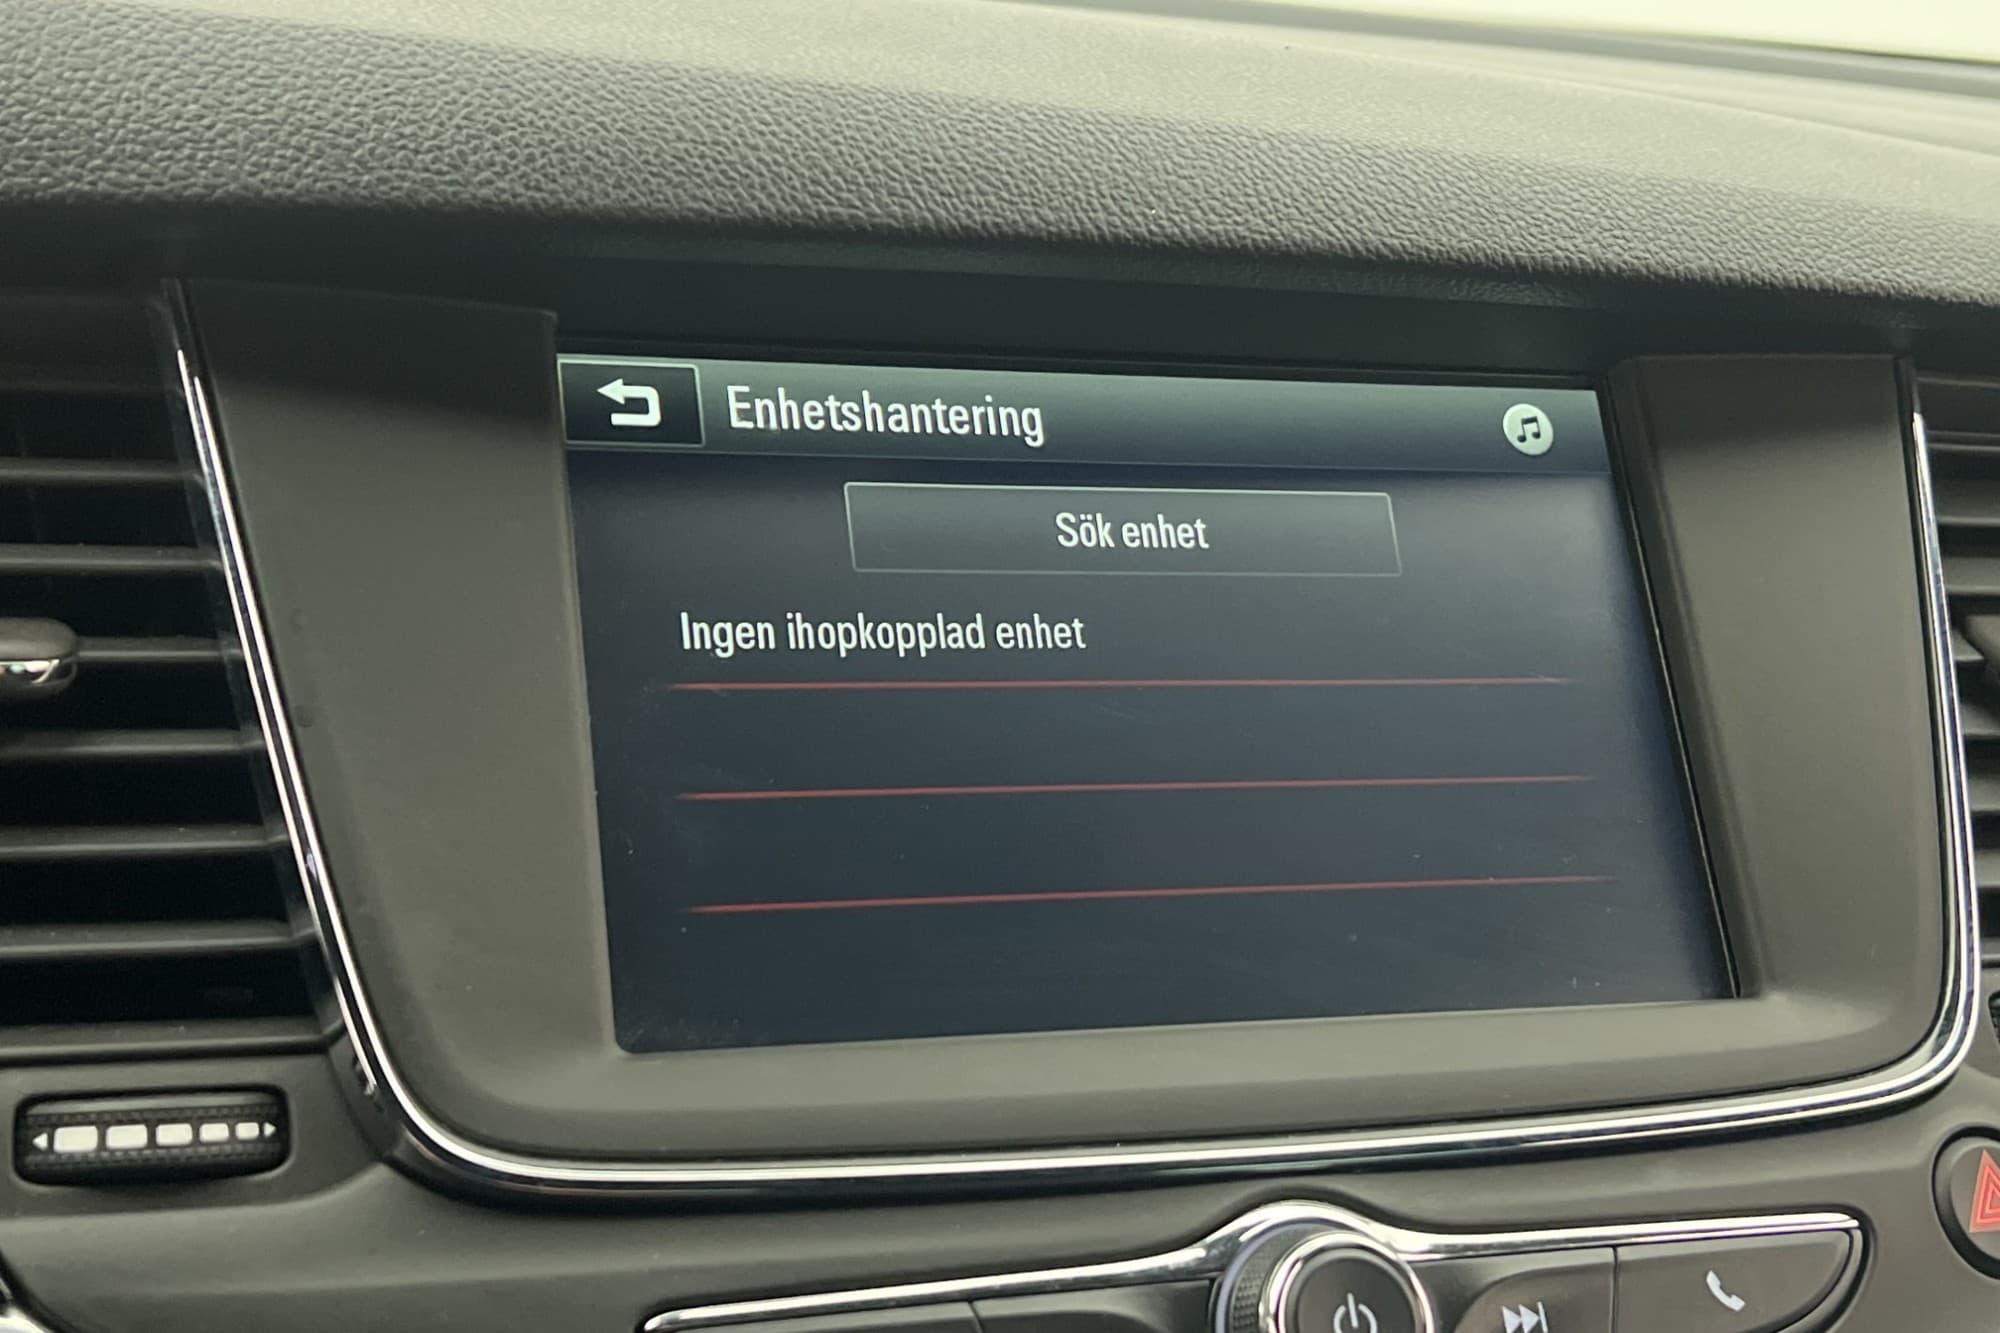 Enhetshantering
Sök enhet
Ingen ihopkopplad enhet